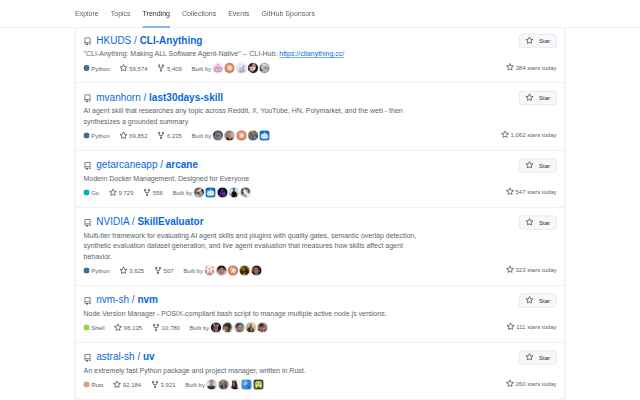 Explore Topics Trending Collections Events GitHub Sponsors
HKUDS / CLI-Anything
Star
"CLI-Anything: Making ALL Software Agent-Native" -- CLI-Hub: https://clianything.cc/
Python 59,574 5,409 Built by 384 stars today
mvanhorn / last30days-skill
Star
AI agent skill that researches any topic across Reddit, X, YouTube, HN, Polymarket, and the web - then
synthesizes a grounded summary
Python 69,852 6,235 Built by 1,062 stars today
getarcaneapp / arcane
Star
Modern Docker Management, Designed for Everyone
Go 9,729 558 Built by 547 stars today
NVIDIA / SkillEvaluator
Star
Multi-tier framework for evaluating AI agent skills and plugins with quality gates, semantic overlap detection,
synthetic evaluation dataset generation, and live agent evaluation that measures how skills affect agent
behavior.
Python 3,625 507 Built by 323 stars today
nvm-sh / nvm
Star
Node Version Manager - POSIX-compliant bash script to manage multiple active node.js versions.
Shell 96,135 10,780 Built by 111 stars today
astral-sh / uv
Star
An extremely fast Python package and project manager, written in Rust.
Rust 92,184 3,921 Built by 260 stars today